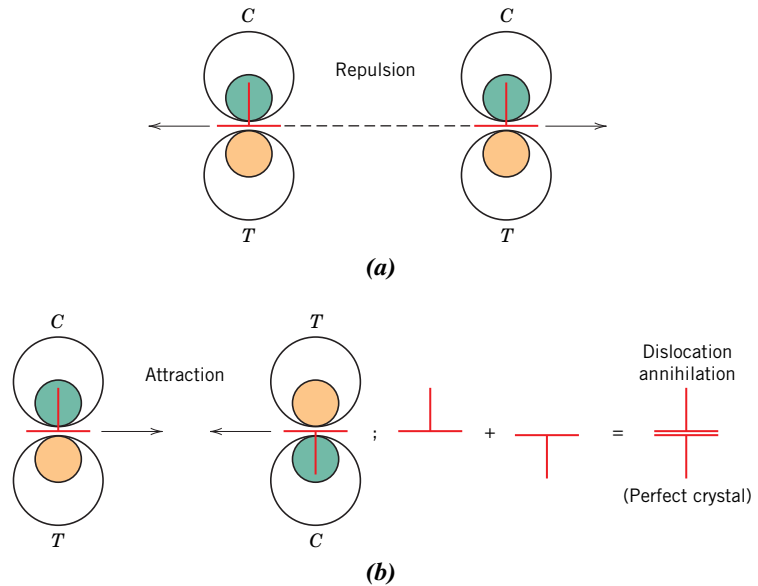 C
C
Repulsion
T
T
(a)
C
T
Dislocation
annihilation
Attraction
; + =
(Perfect crystal)
T
C
(b)